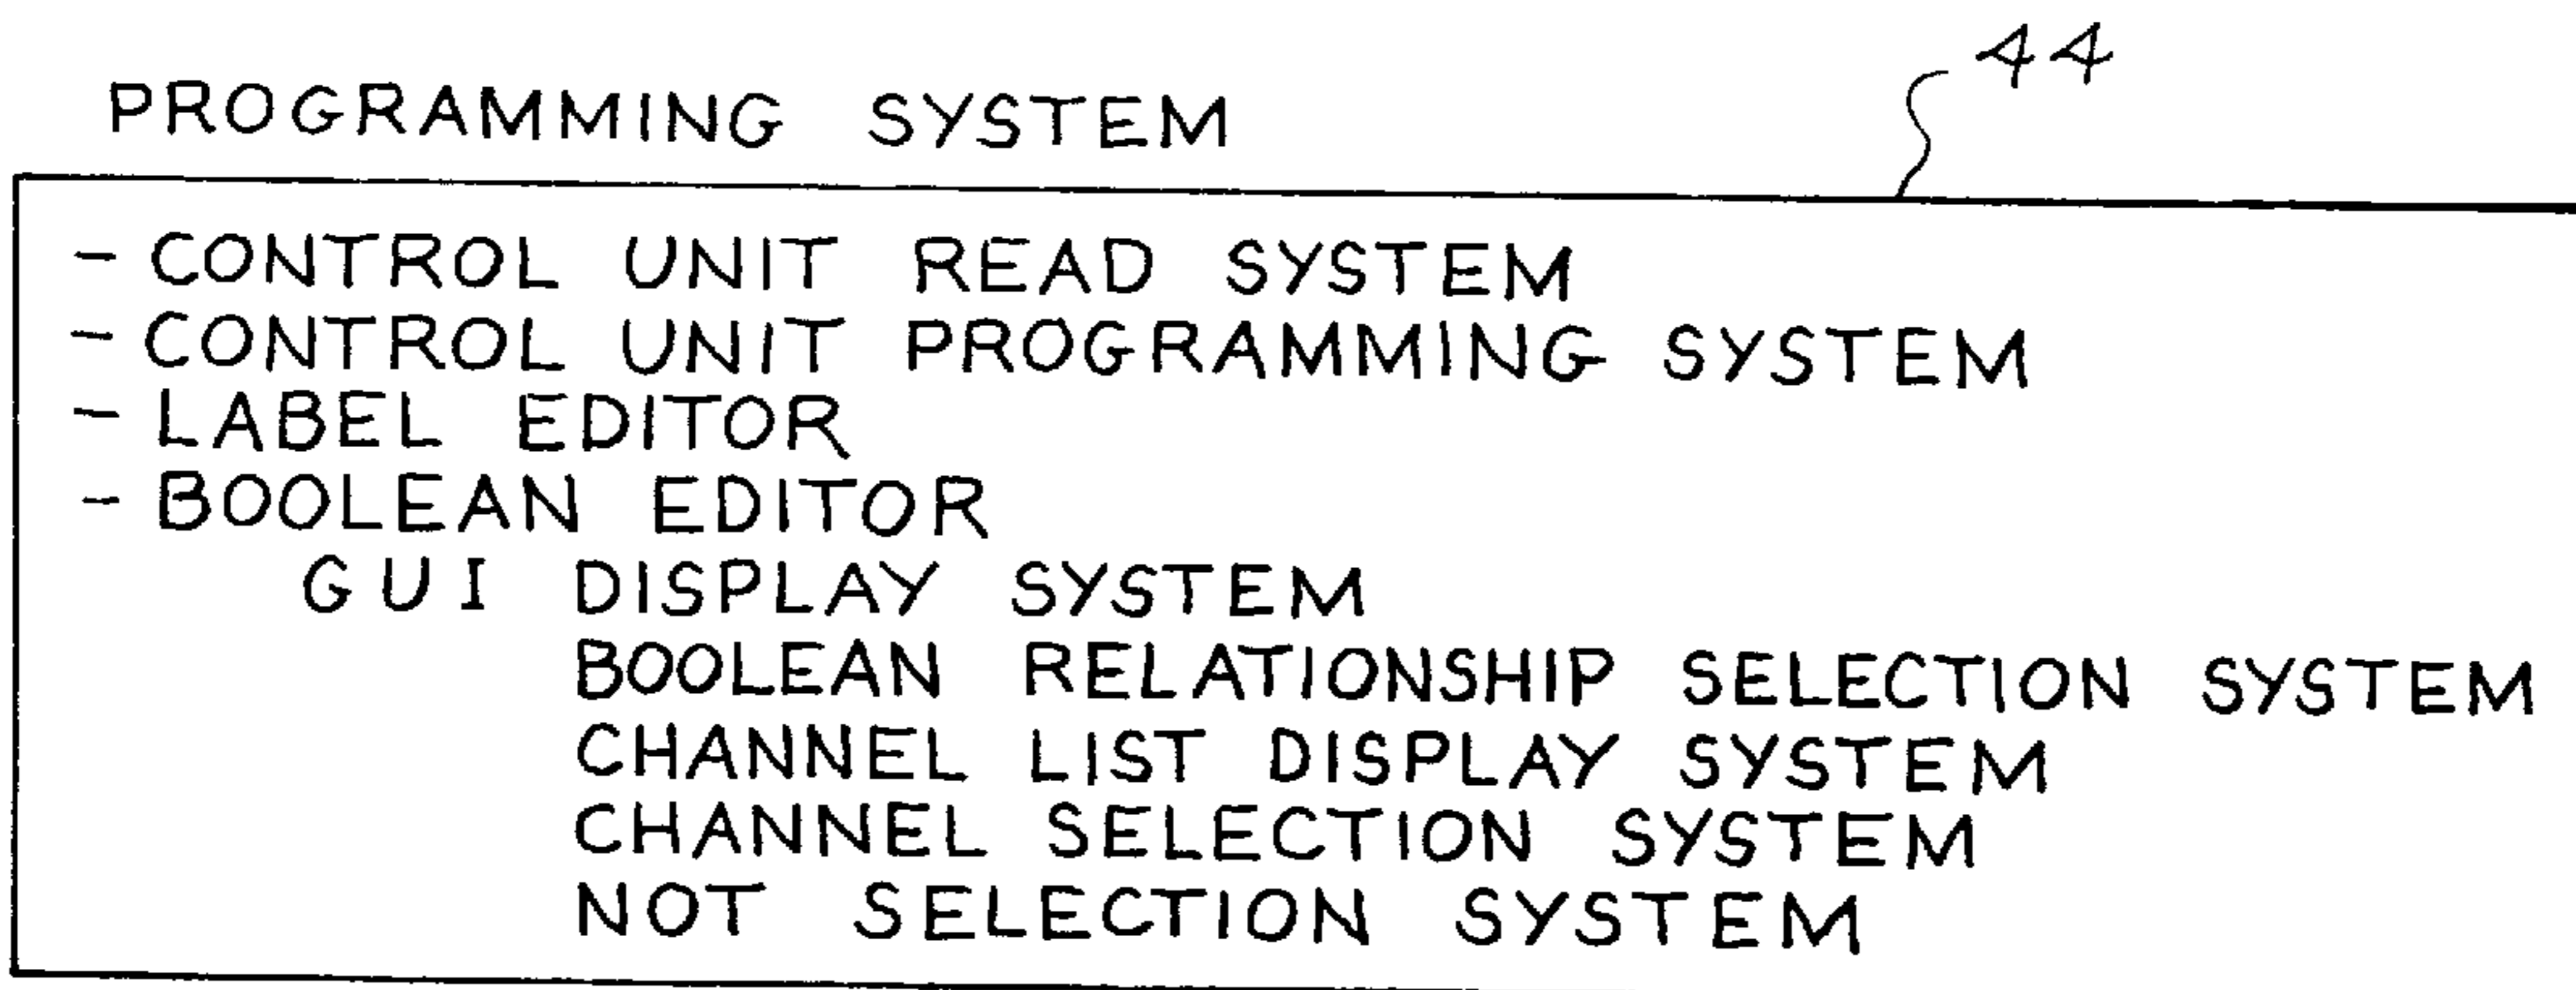 44
PROGRAMMING SYSTEM
- CONTROL UNIT READ SYSTEM
- CONTROL UNIT PROGRAMMING SYSTEM
- LABEL EDITOR
- BOOLEAN EDITOR
GUI DISPLAY SYSTEM
BOOLEAN RELATIONSHIP SELECTION SYSTEM
CHANNEL LIST DISPLAY SYSTEM
CHANNEL SELECTION SYSTEM
NOT SELECTION SYSTEM